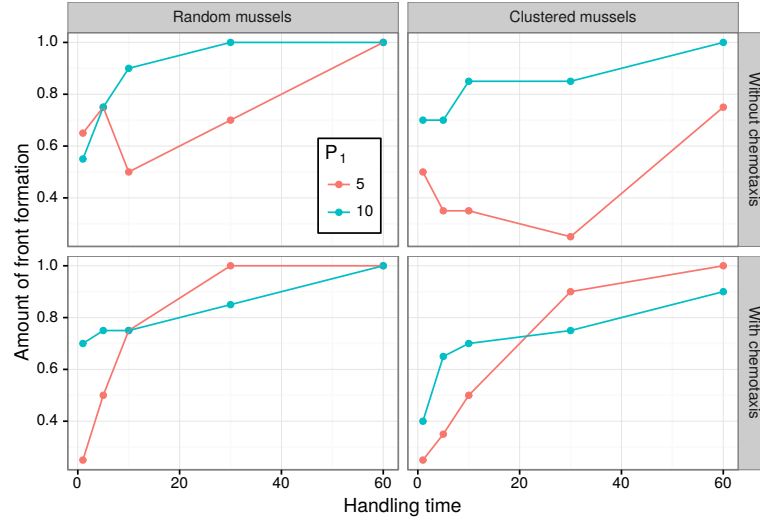 Random mussels
Clustered mussels
1.0
0.8
0.6
0.4
Without chemotaxis
P1
5
10
Amount of front formation
1.0
0.8
0.6
0.4
With chemotaxis
0
20
40
60
0
20
40
60
Handling time